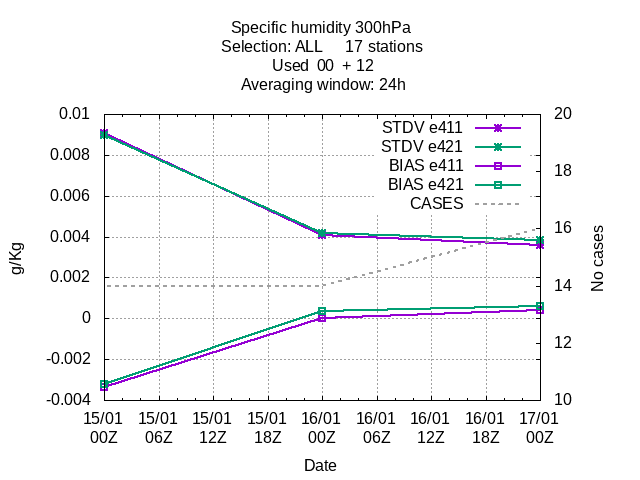 Specific humidity 300hPa
Selection: ALL     17 stations
Used  00  + 12
Averaging window: 24h
0.01
0.008
0.006
0.004
0.002
0
-0.002
-0.004
g/Kg
STDV e411
STDV e421
BIAS e411
BIAS e421
CASES
20
18
16
14
12
10
No cases
15/01 15/01 15/01 15/01 16/01 16/01 16/01 16/01 17/01
00Z 06Z 12Z 18Z 00Z 06Z 12Z 18Z 00Z
Date